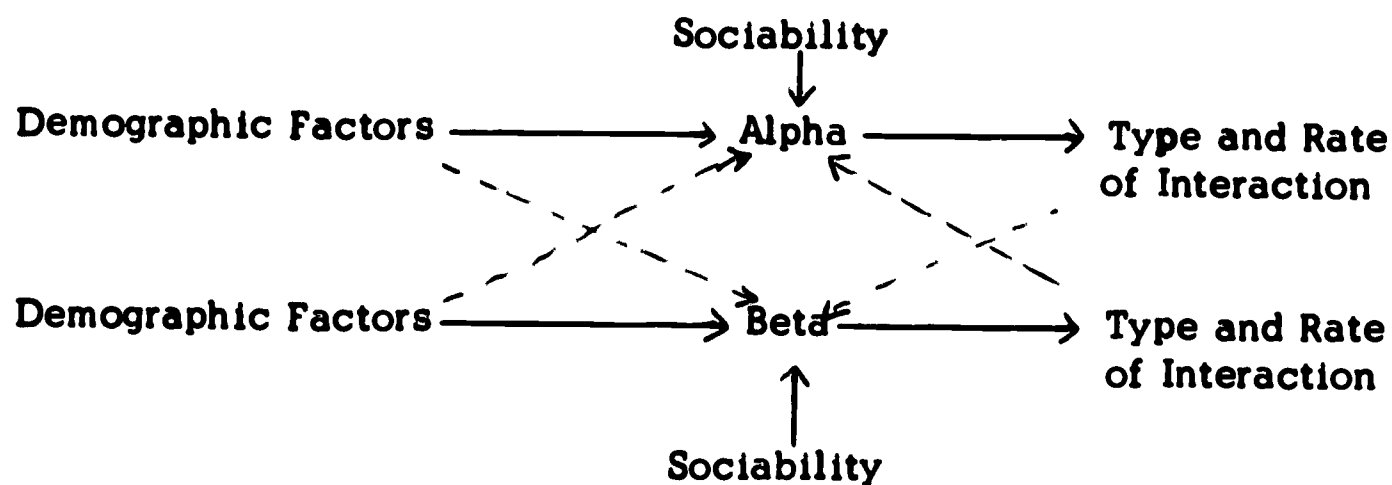 Sociability
Demographic Factors
Alpha
Type and Rate
of Interaction
Demographic Factors
Beta
Type and Rate
of Interaction
Sociability